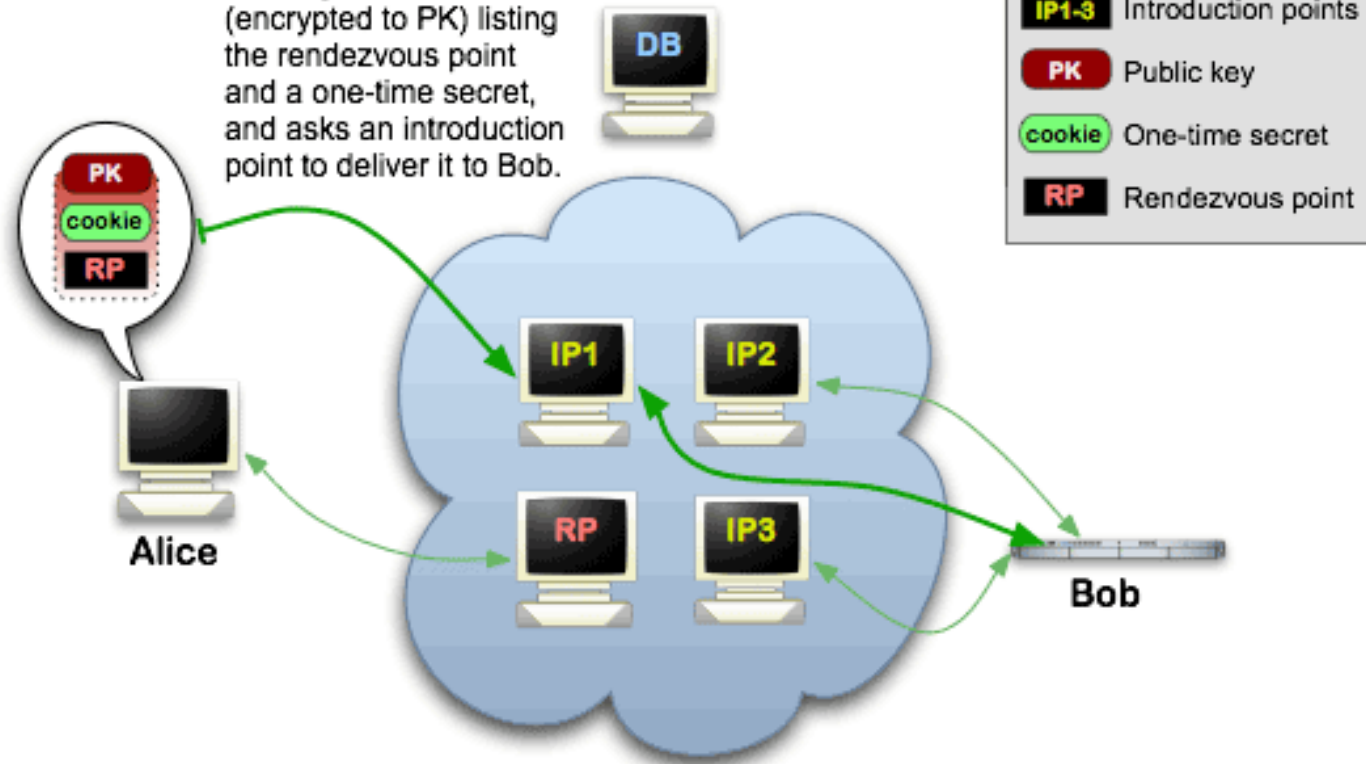 (encrypted to PK) listing
the rendezvous point
and a one-time secret,
and asks an introduction
point to deliver it to Bob.
DB
IP1-3 Introduction points
PK Public key
cookie One-time secret
RP Rendezvous point
PK
cookie
RP
IP1
IP2
RP
IP3
Alice
Bob